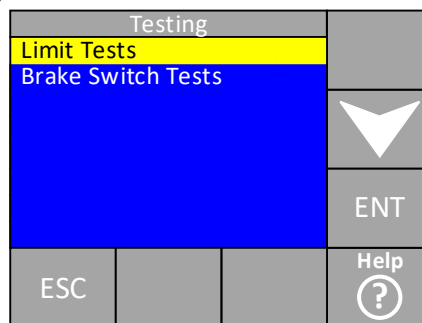 Testing
Limit Tests
Brake Switch Tests
ENT
ESC
Help
?